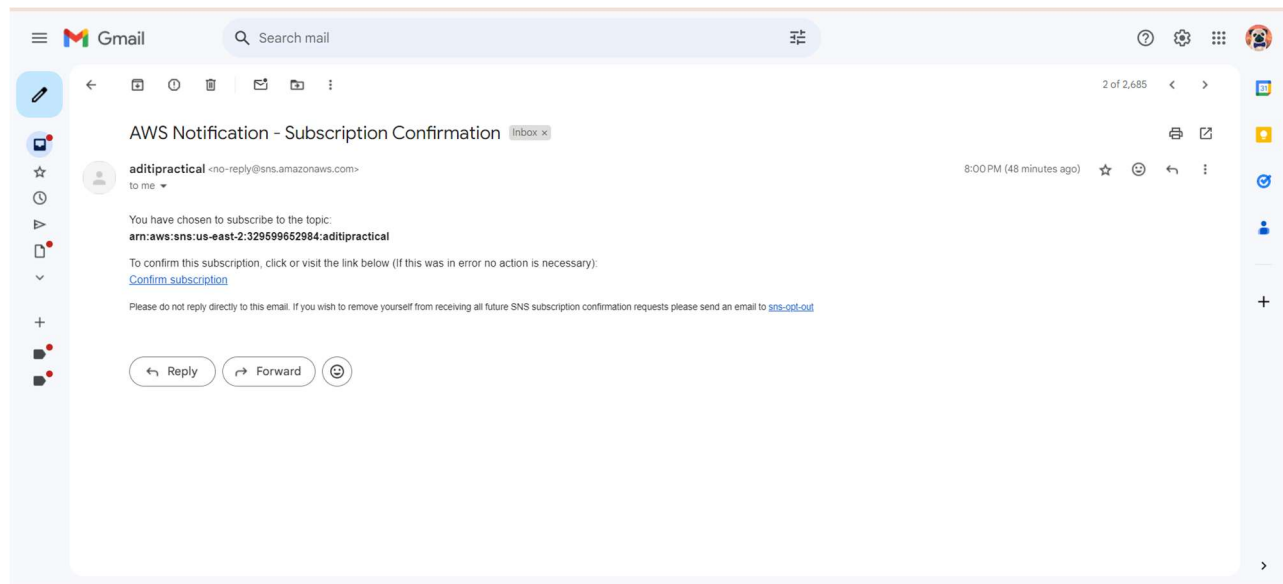 Gmail
Search mail
2 of 2,685
AWS Notification - Subscription Confirmation Inbox ×
aditipractical <no-reply@sns.amazonaws.com> 8:00 PM (48 minutes ago)
to me
You have chosen to subscribe to the topic:
arn:aws:sns:us-east-2:329599652984:aditipractical
To confirm this subscription, click or visit the link below (If this was in error no action is necessary):
Confirm subscription
Please do not reply directly to this email. If you wish to remove yourself from receiving all future SNS subscription confirmation requests please send an email to sns-opt-out
Reply Forward
31